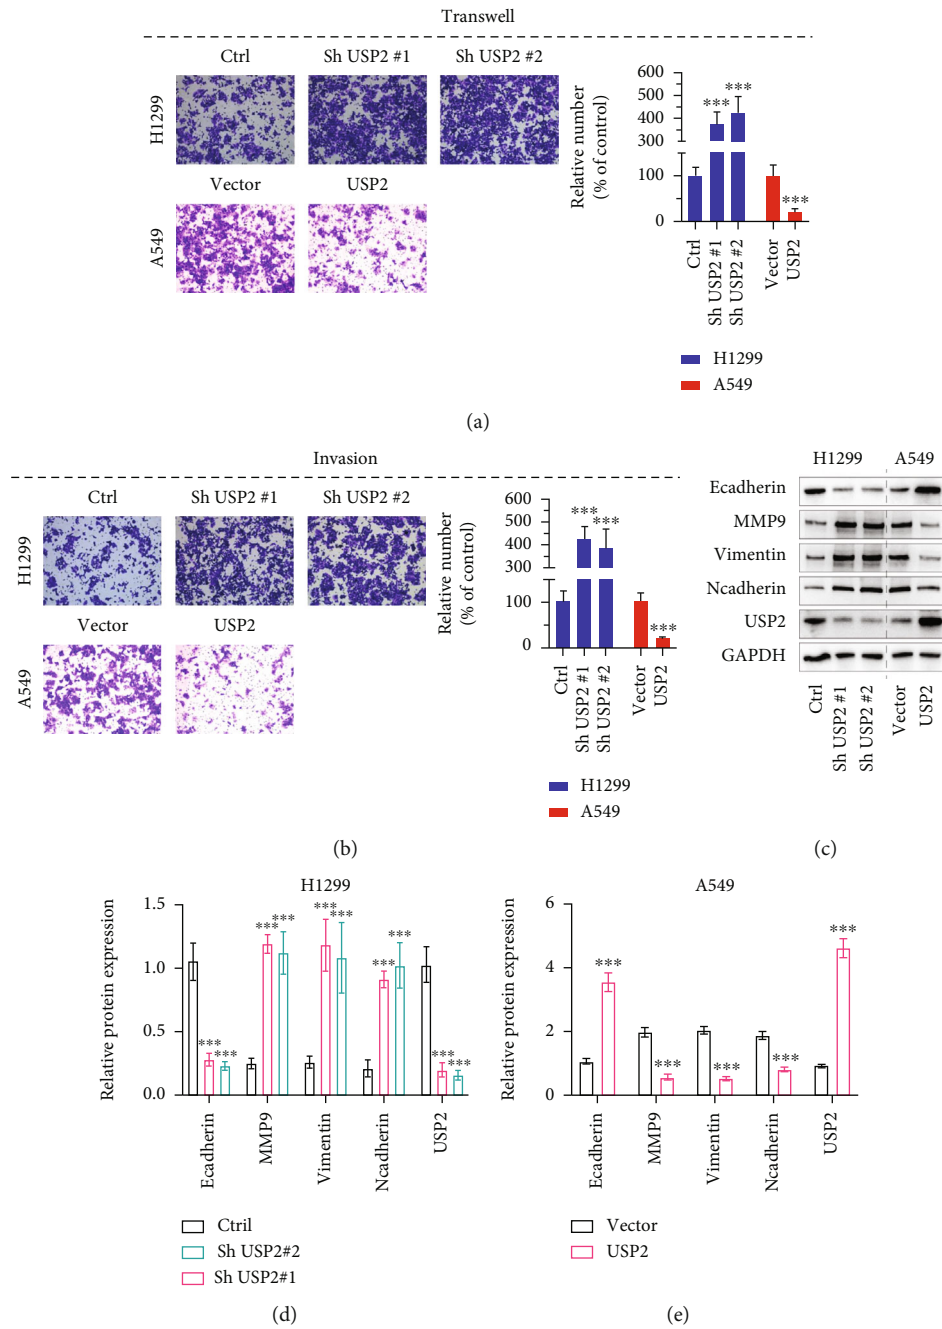 Transwell
Ctrl Sh USP2 #1 Sh USP2 #2
H1299
Vector USP2
A549
Relative number
(% of control)
600
500
400
300
100
0
*** ***
***
Ctrl
Sh USP2 #1
Sh USP2 #2
Vector
USP2
H1299
A549
(a)
Invasion
Ctrl Sh USP2 #1 Sh USP2 #2
H1299
Vector USP2
A549
Relative number
(% of control)
600
500
400
300
100
0
*** ***
***
Ctrl
Sh USP2 #1
Sh USP2 #2
Vector
USP2
H1299
A549
(b)
H1299 A549
Ecadherin
MMP9
Vimentin
Ncadherin
USP2
GAPDH
Ctrl
Sh USP2 #1
Sh USP2 #2
Vector
USP2
(c)
H1299
Relative protein expression
1.5
1.0
0.5
0.0
*** *** *** *** *** *** *** *** *** ***
Ecadherin
MMP9
Vimentin
Ncadherin
USP2
Ctril
Sh USP2#2
Sh USP2#1
(d)
A549
Relative protein expression
6
4
2
0
*** *** *** *** ***
Ecadherin
MMP9
Vimentin
Ncadherin
USP2
Vector
USP2
(e)